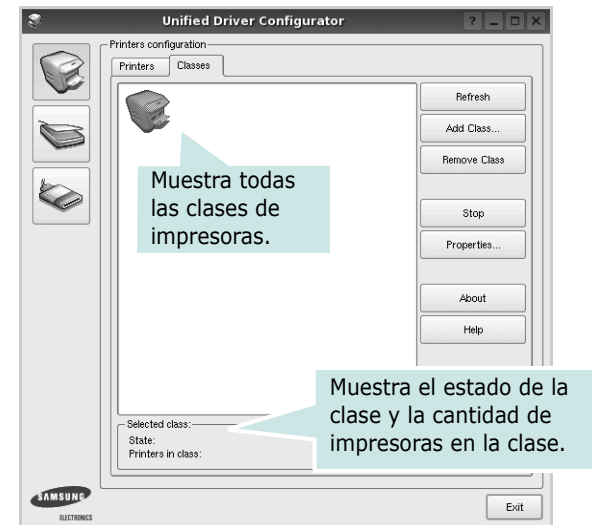 Unified Driver Configurator
Printers configuration
Printers
Classes
Refresh
Add Class...
Remove Class
Stop
Properties...
About
Help
Muestra todas
las clases de
impresoras.
Muestra el estado de la
clase y la cantidad de
impresoras en la clase.
Selected class:
State:
Printers in class:
SAMSUNG
ELECTRONICS
Exit